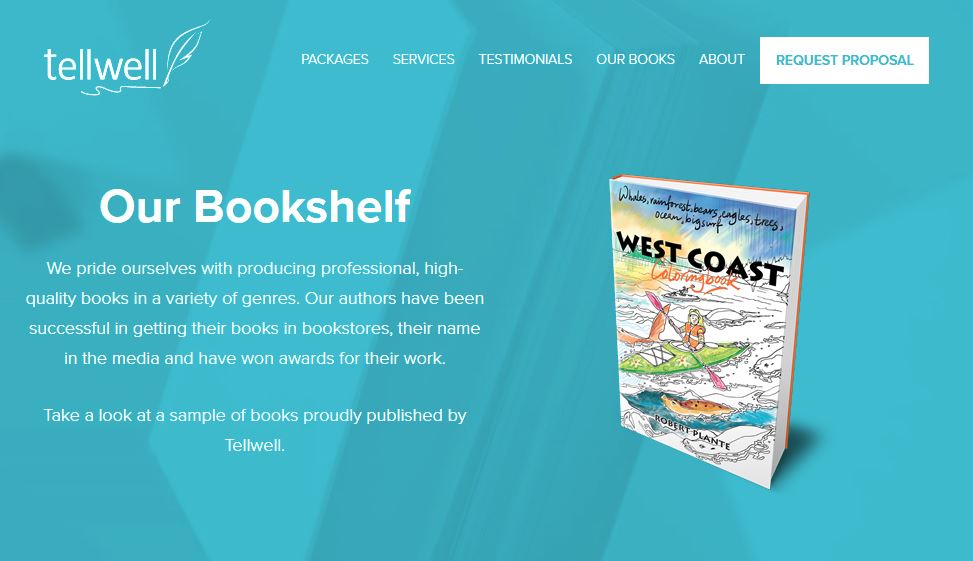 tellwell
PACKAGES SERVICES TESTIMONIALS OUR BOOKS ABOUT REQUEST PROPOSAL
Our Bookshelf
We pride ourselves with producing professional, high-
quality books in a variety of genres. Our authors have been
successful in getting their books in bookstores, their name
in the media and have won awards for their work.
Take a look at a sample of books proudly published by
Tellwell.
Whales, rainforest, bears, eagles, trees,
ocean, big surf
WEST COAST
Coloringbook
ROBERT PLANTE